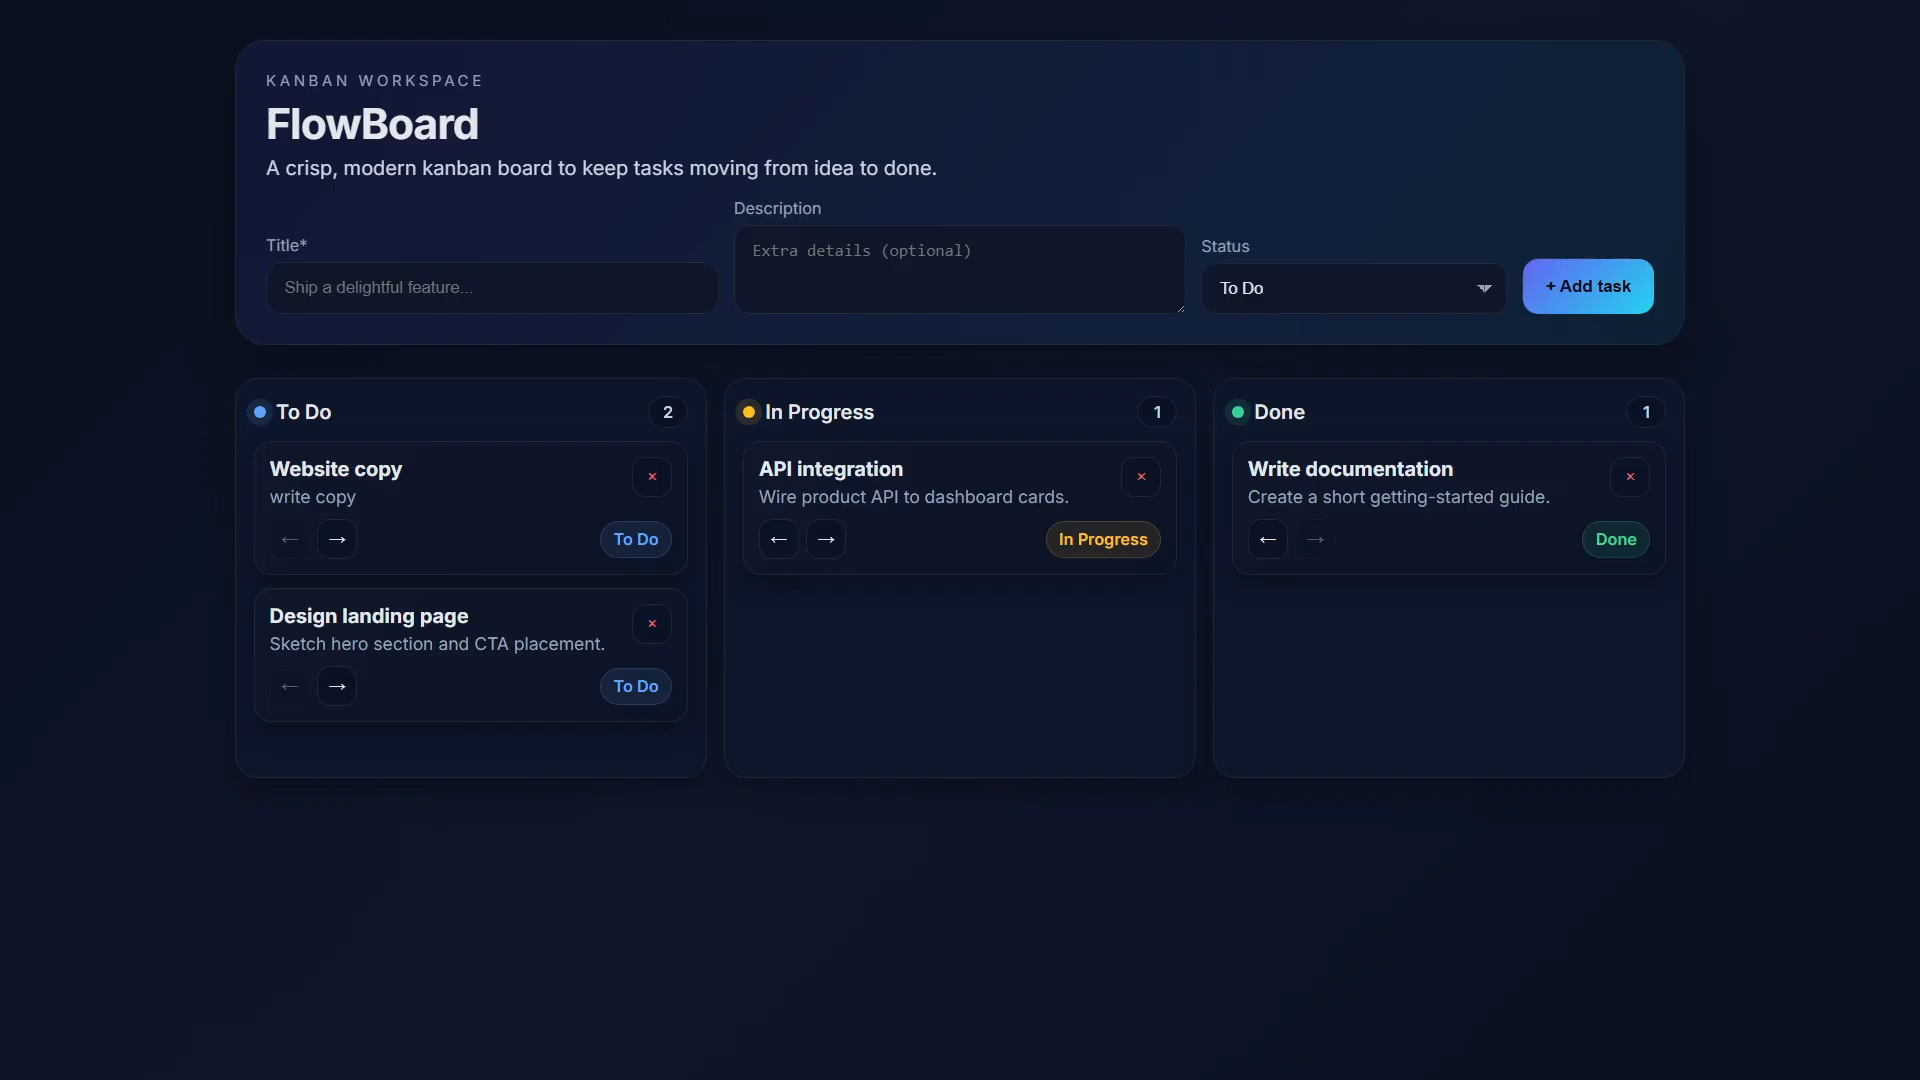 KANBAN WORKSPACE
FlowBoard
A crisp, modern kanban board to keep tasks moving from idea to done.
Title*
Ship a delightful feature...
Description
Extra details (optional)
Status
To Do
+ Add task
To Do
2
Website copy
×
write copy
← →
To Do
Design landing page
×
Sketch hero section and CTA placement.
← →
To Do
In Progress
1
API integration
×
Wire product API to dashboard cards.
← →
In Progress
Done
1
Write documentation
×
Create a short getting-started guide.
← →
Done